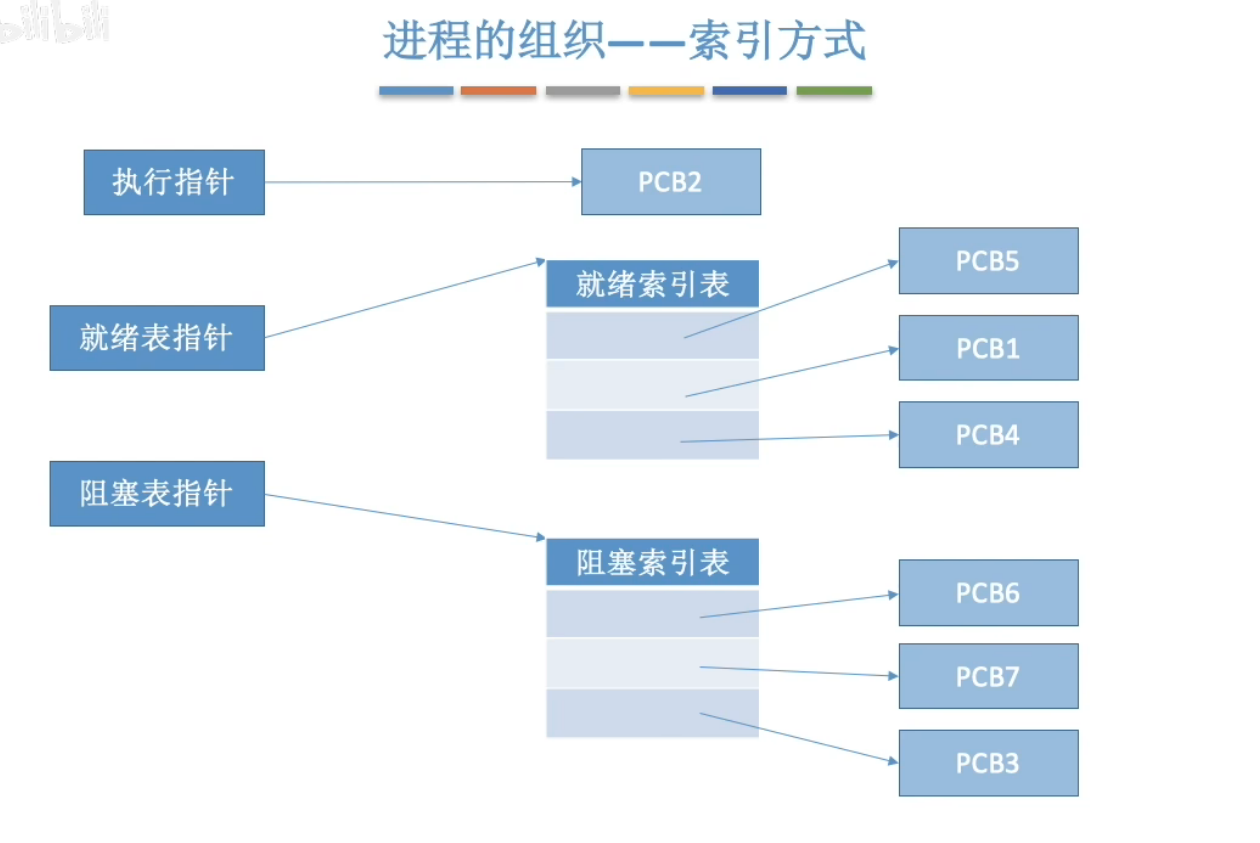 bilibili
进程的组织——索引方式
执行指针
PCB2
就绪表指针
就绪索引表
PCB5
PCB1
PCB4
阻塞表指针
阻塞索引表
PCB6
PCB7
PCB3